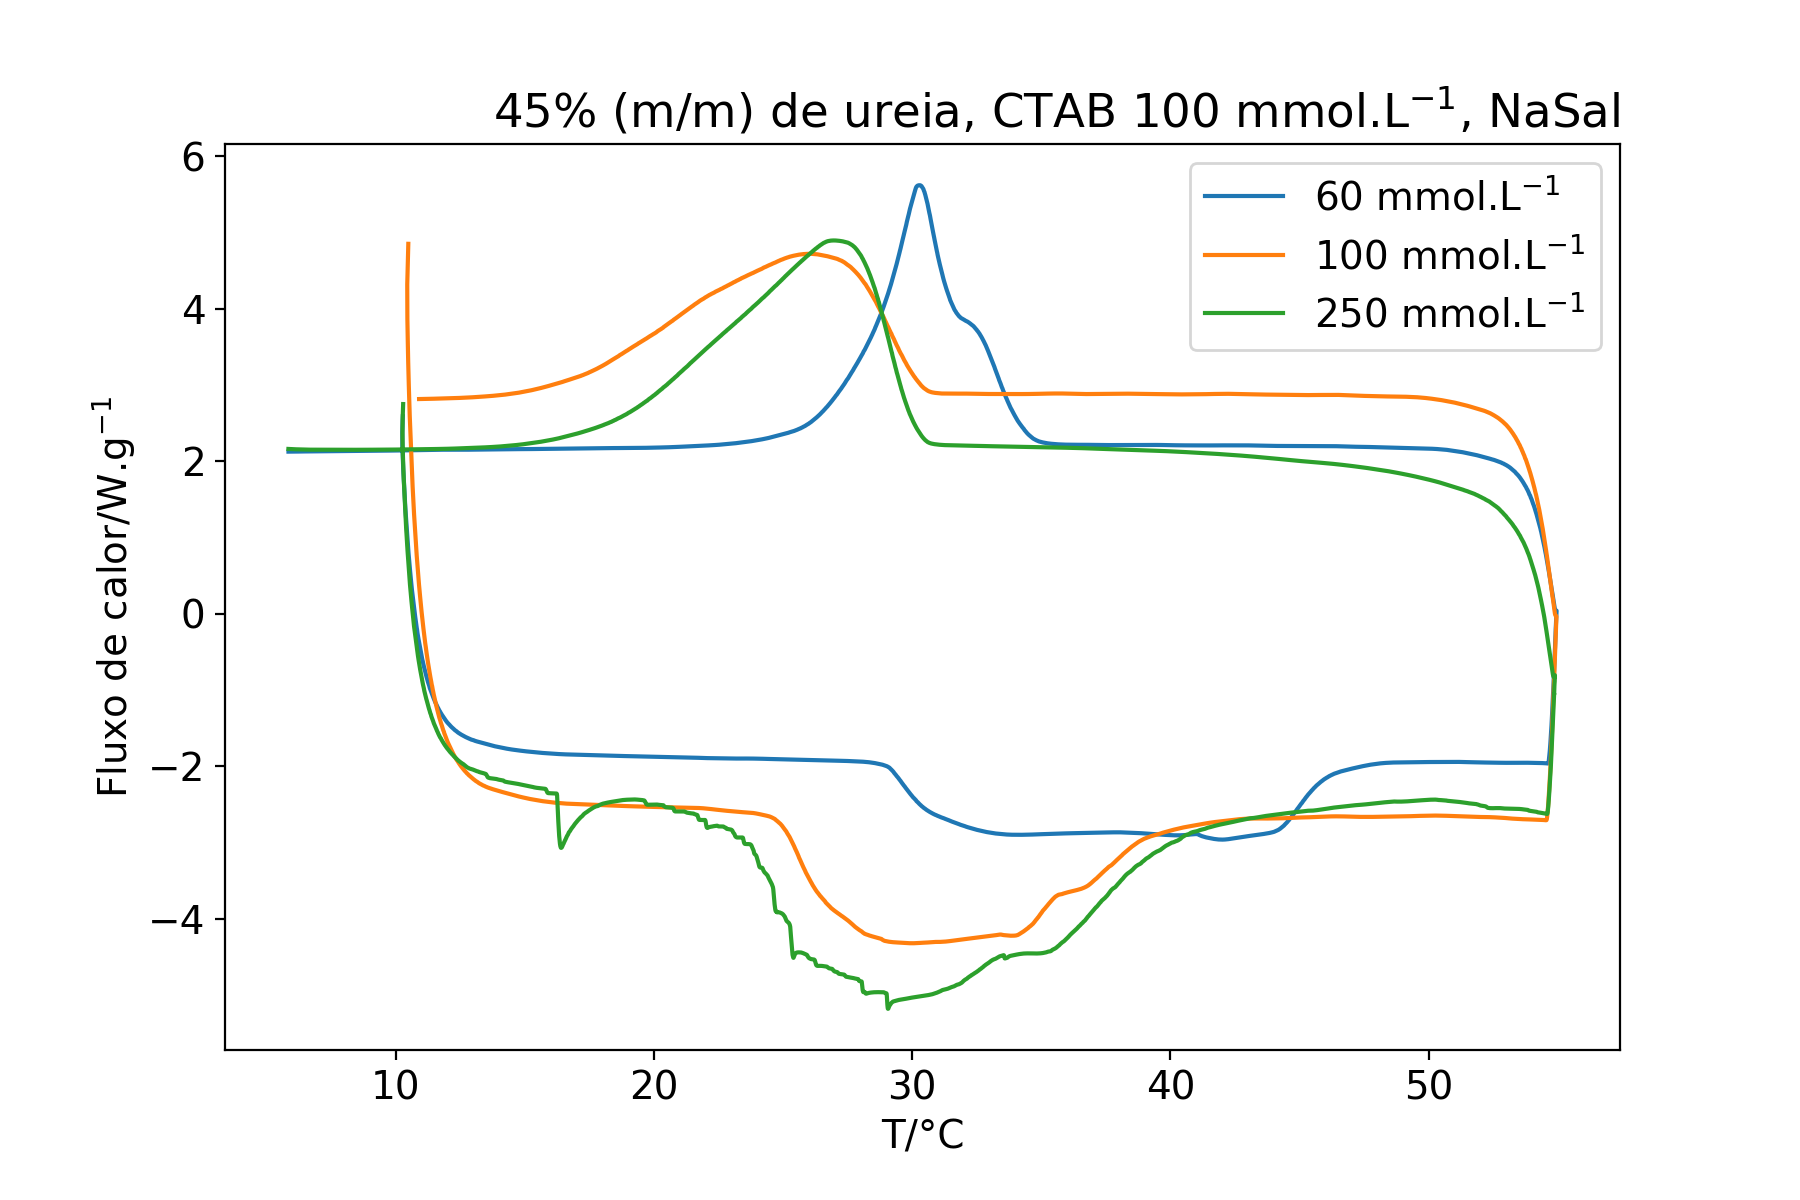 45% (m/m) de ureia, CTAB 100 mmol.L⁻¹, NaSal
60 mmol.L⁻¹
100 mmol.L⁻¹
250 mmol.L⁻¹
Fluxo de calor/W.g⁻¹
6
4
2
0
−2
−4
10 20 30 40 50
T/°C